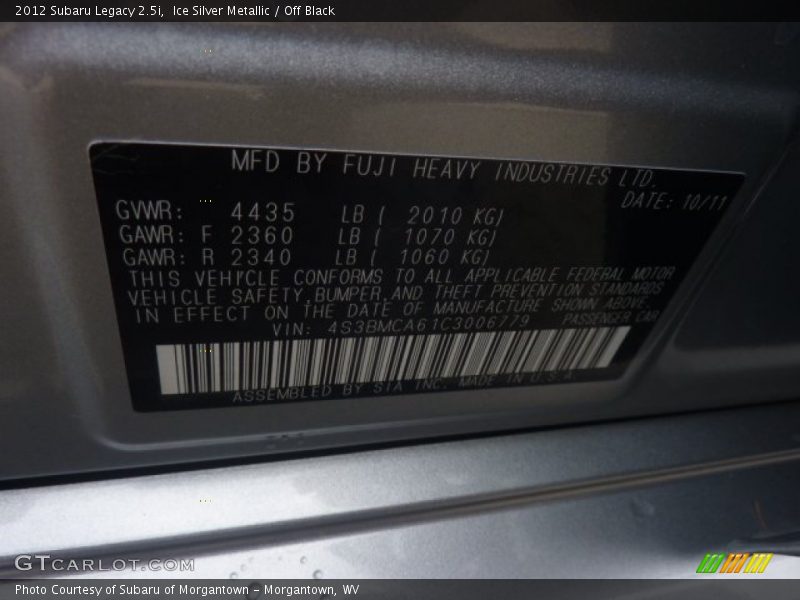 2012 Subaru Legacy 2.5i,  Ice Silver Metallic / Off Black
MFD BY FUJI HEAVY INDUSTRIES LTD.
DATE: 10/11
GVWR: 4435 LB ( 2010 KG)
GAWR: F 2360 LB ( 1070 KG)
GAWR: R 2340 LB ( 1060 KG)
THIS VEHICLE CONFORMS TO ALL APPLICABLE FEDERAL MOTOR
VEHICLE SAFETY, BUMPER, AND THEFT PREVENTION STANDARDS
IN EFFECT ON THE DATE OF MANUFACTURE SHOWN ABOVE.
VIN: 4S3BMCA61C3006779 PASSENGER CAR
ASSEMBLED BY SIA INC. MADE IN U.S.A.
GTCARLOT.COM
Photo Courtesy of Subaru of Morgantown - Morgantown, WV